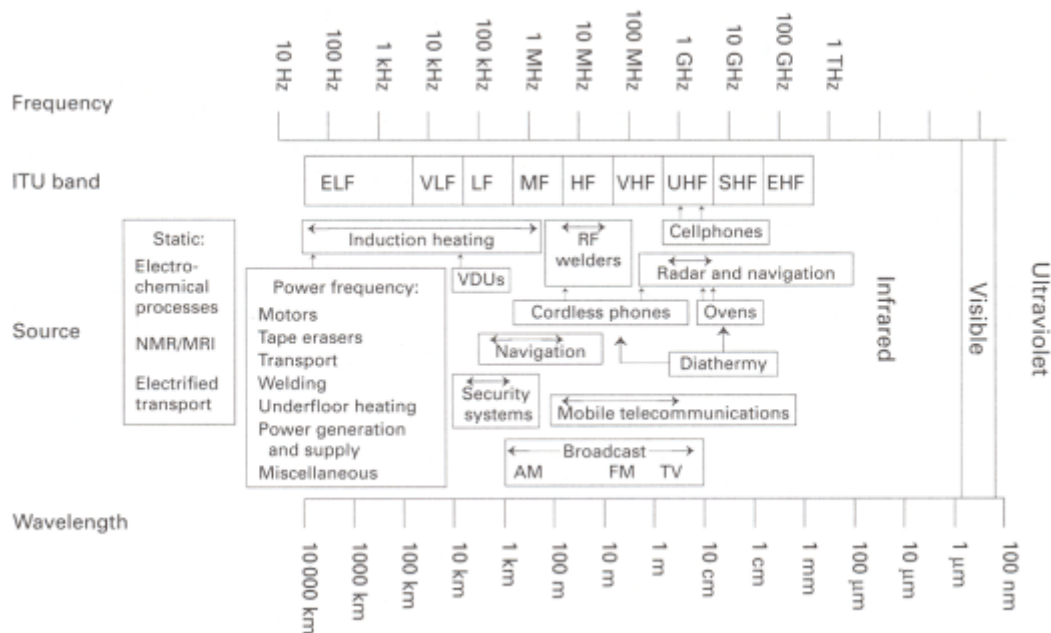 10 Hz
100 Hz
1 kHz
10 kHz
100 kHz
1 MHz
10 MHz
100 MHz
1 GHz
10 GHz
100 GHz
1 THz
Frequency
ITU band
ELF
VLF
LF
MF
HF
VHF
UHF
SHF
EHF
Source
Static:
Electro-
chemical
processes
NMR/MRI
Electrified
transport
Induction heating
Power frequency:
Motors
Tape erasers
Transport
Welding
Underfloor heating
Power generation
and supply
Miscellaneous
VDUs
RF
welders
Cellphones
Radar and navigation
Cordless phones
Ovens
Navigation
Diathermy
Security
systems
Mobile telecommunications
Broadcast
AM
FM
TV
Infrared
Visible
Ultraviolet
Wavelength
10 000 km
1000 km
100 km
10 km
1 km
100 m
10 m
1 m
10 cm
1 cm
1 mm
100 μm
10 μm
1 μm
100 nm